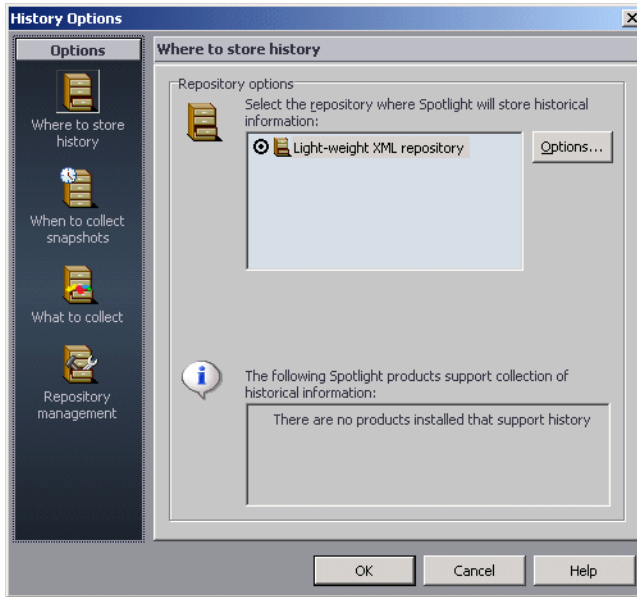 History Options
Options
Where to store
history
When to collect
snapshots
What to collect
Repository
management
Where to store history
Repository options
Select the repository where Spotlight will store historical
information:
Light-weight XML repository
Options...
The following Spotlight products support collection of
historical information:
There are no products installed that support history
OK
Cancel
Help